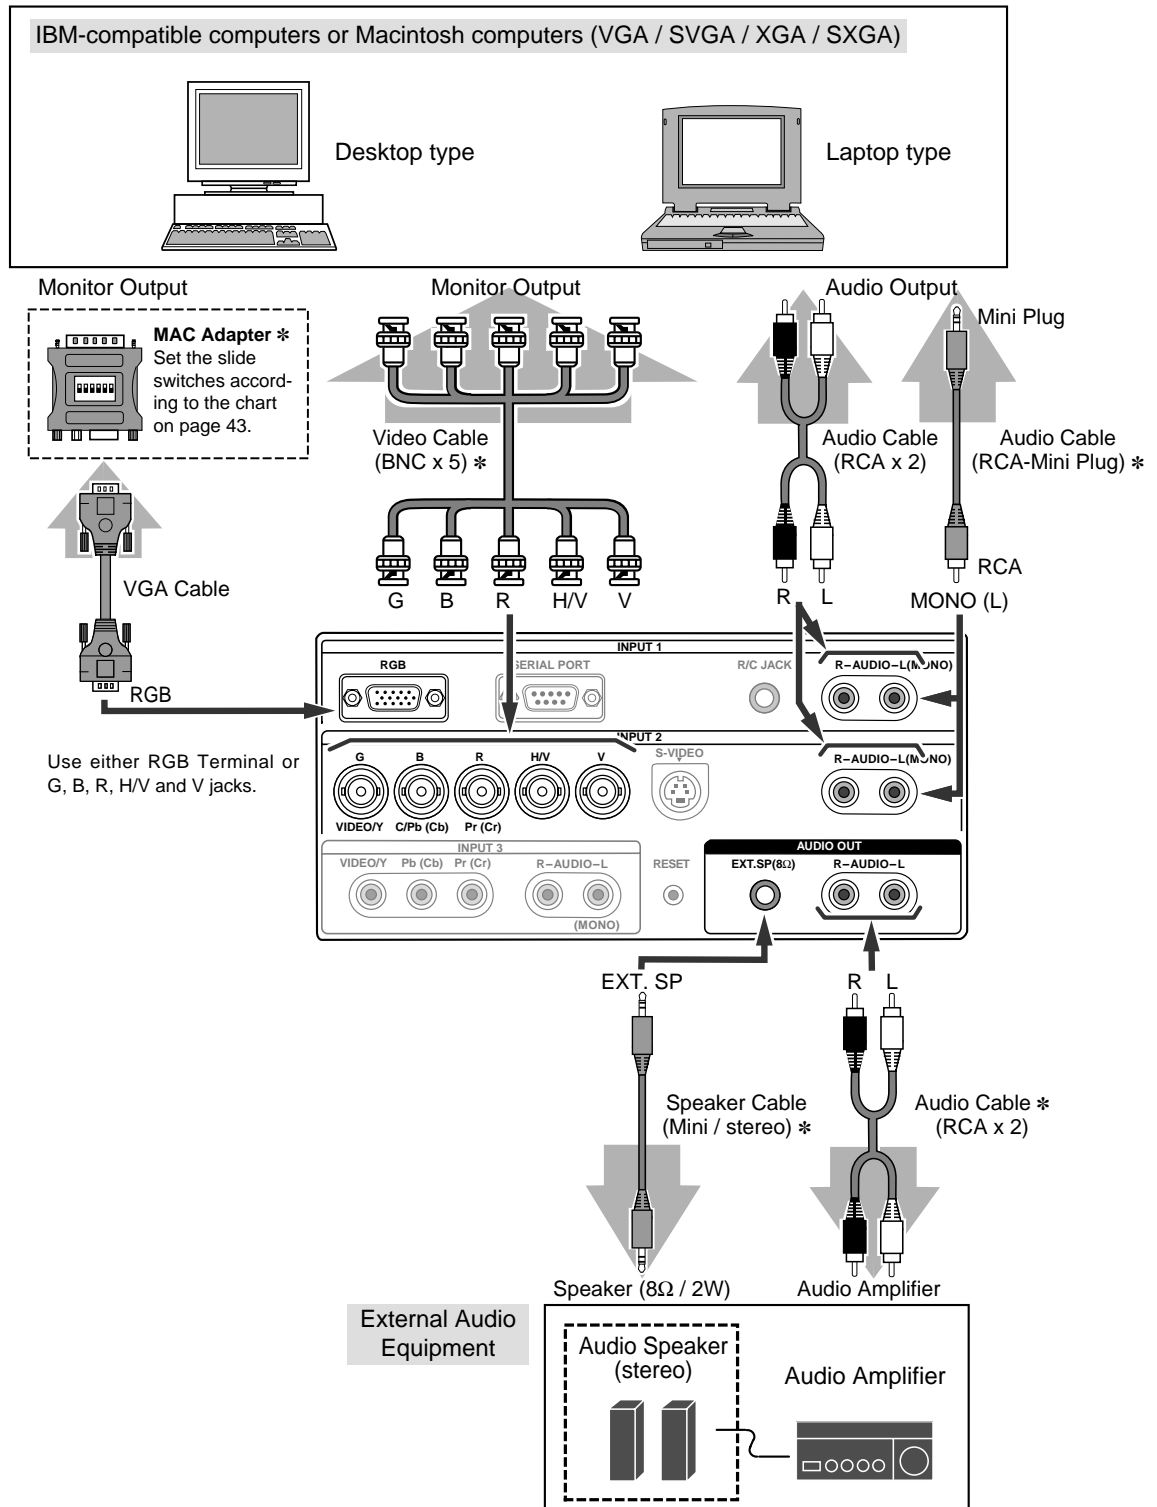 IBM-compatible computers or Macintosh computers (VGA / SVGA / XGA / SXGA)
Desktop type
Laptop type
Monitor Output
Monitor Output
Audio Output
MAC Adapter ✻
Set the slide
switches accord-
ing to the chart
on page 43.
Mini Plug
Video Cable
(BNC x 5) ✻
Audio Cable
(RCA x 2)
Audio Cable
(RCA-Mini Plug) ✻
VGA Cable
RCA
G B R H/V V
R L
MONO (L)
RGB
Use either RGB Terminal or
G, B, R, H/V and V jacks.
INPUT 1
RGB
SERIAL PORT
R/C JACK
R–AUDIO–L(MONO)
INPUT 2
G B R H/V V
S-VIDEO
R–AUDIO–L(MONO)
VIDEO/Y C/Pb (Cb) Pr (Cr)
INPUT 3
VIDEO/Y Pb (Cb) Pr (Cr)
R–AUDIO–L
(MONO)
RESET
AUDIO OUT
EXT.SP(8Ω)
R–AUDIO–L
EXT. SP
R L
Speaker Cable
(Mini / stereo) ✻
Audio Cable ✻
(RCA x 2)
Speaker (8Ω / 2W)
Audio Amplifier
External Audio
Equipment
Audio Speaker
(stereo)
Audio Amplifier